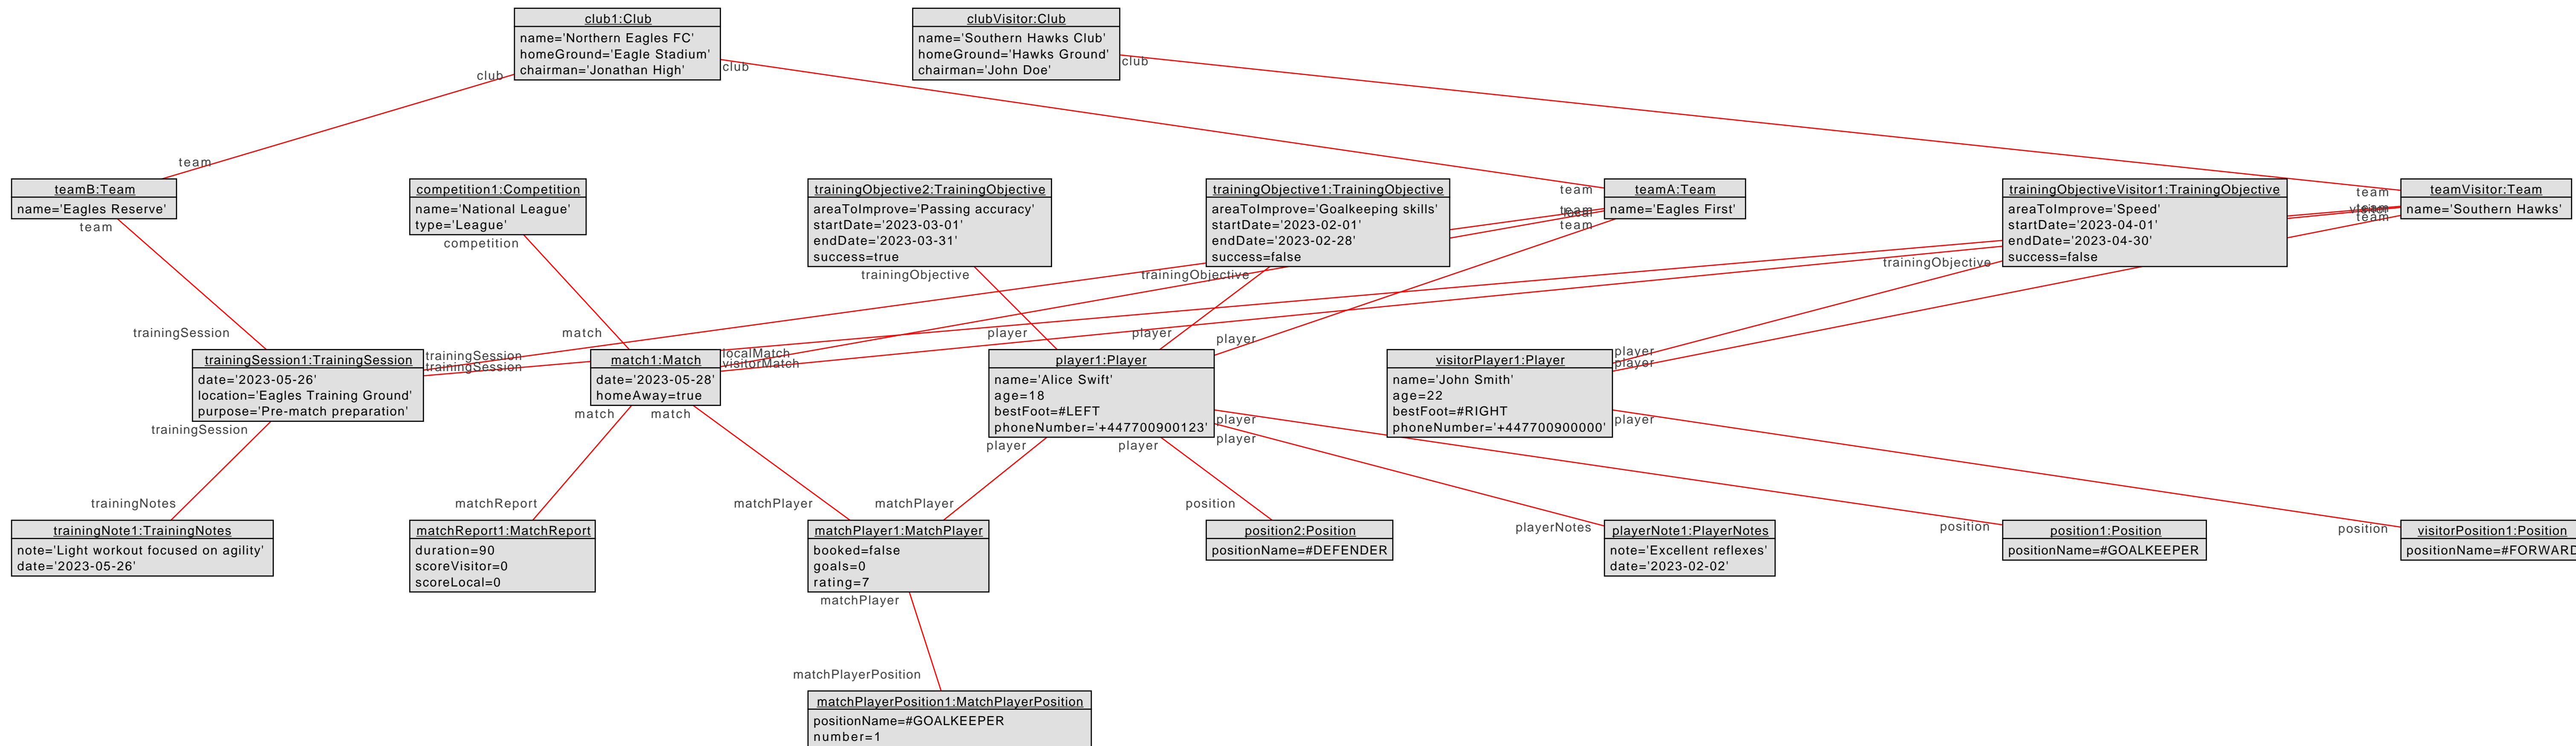 club1:Club
name='Northern Eagles FC'
homeGround='Eagle Stadium'
chairman='Jonathan High'
clubVisitor:Club
name='Southern Hawks Club'
homeGround='Hawks Ground'
chairman='John Doe'
club
club
club
team
team
team
team
local
team
team
team
visitor
team
teamB:Team
name='Eagles Reserve'
team
competition1:Competition
name='National League'
type='League'
competition
trainingObjective2:TrainingObjective
areaToImprove='Passing accuracy'
startDate='2023-03-01'
endDate='2023-03-31'
success=true
trainingObjective
trainingObjective1:TrainingObjective
areaToImprove='Goalkeeping skills'
startDate='2023-02-01'
endDate='2023-02-28'
success=false
trainingObjective
teamA:Team
name='Eagles First'
trainingObjectiveVisitor1:TrainingObjective
areaToImprove='Speed'
startDate='2023-04-01'
endDate='2023-04-30'
success=false
trainingObjective
teamVisitor:Team
name='Southern Hawks'
trainingSession
match
player
player
player
trainingSession1:TrainingSession
date='2023-05-26'
location='Eagles Training Ground'
purpose='Pre-match preparation'
trainingSession
trainingSession
trainingSession
match1:Match
date='2023-05-28'
homeAway=true
localMatch
visitorMatch
match
match
player1:Player
name='Alice Swift'
age=18
bestFoot=#LEFT
phoneNumber='+447700900123'
player
player
player
player
visitorPlayer1:Player
name='John Smith'
age=22
bestFoot=#RIGHT
phoneNumber='+447700900000'
player
player
player
trainingNotes
matchReport
matchPlayer
matchPlayer
position
playerNotes
position
position
trainingNote1:TrainingNotes
note='Light workout focused on agility'
date='2023-05-26'
matchReport1:MatchReport
duration=90
scoreVisitor=0
scoreLocal=0
matchPlayer1:MatchPlayer
booked=false
goals=0
rating=7
matchPlayer
position2:Position
positionName=#DEFENDER
playerNote1:PlayerNotes
note='Excellent reflexes'
date='2023-02-02'
position1:Position
positionName=#GOALKEEPER
visitorPosition1:Position
positionName=#FORWARD
matchPlayerPosition
matchPlayerPosition1:MatchPlayerPosition
positionName=#GOALKEEPER
number=1